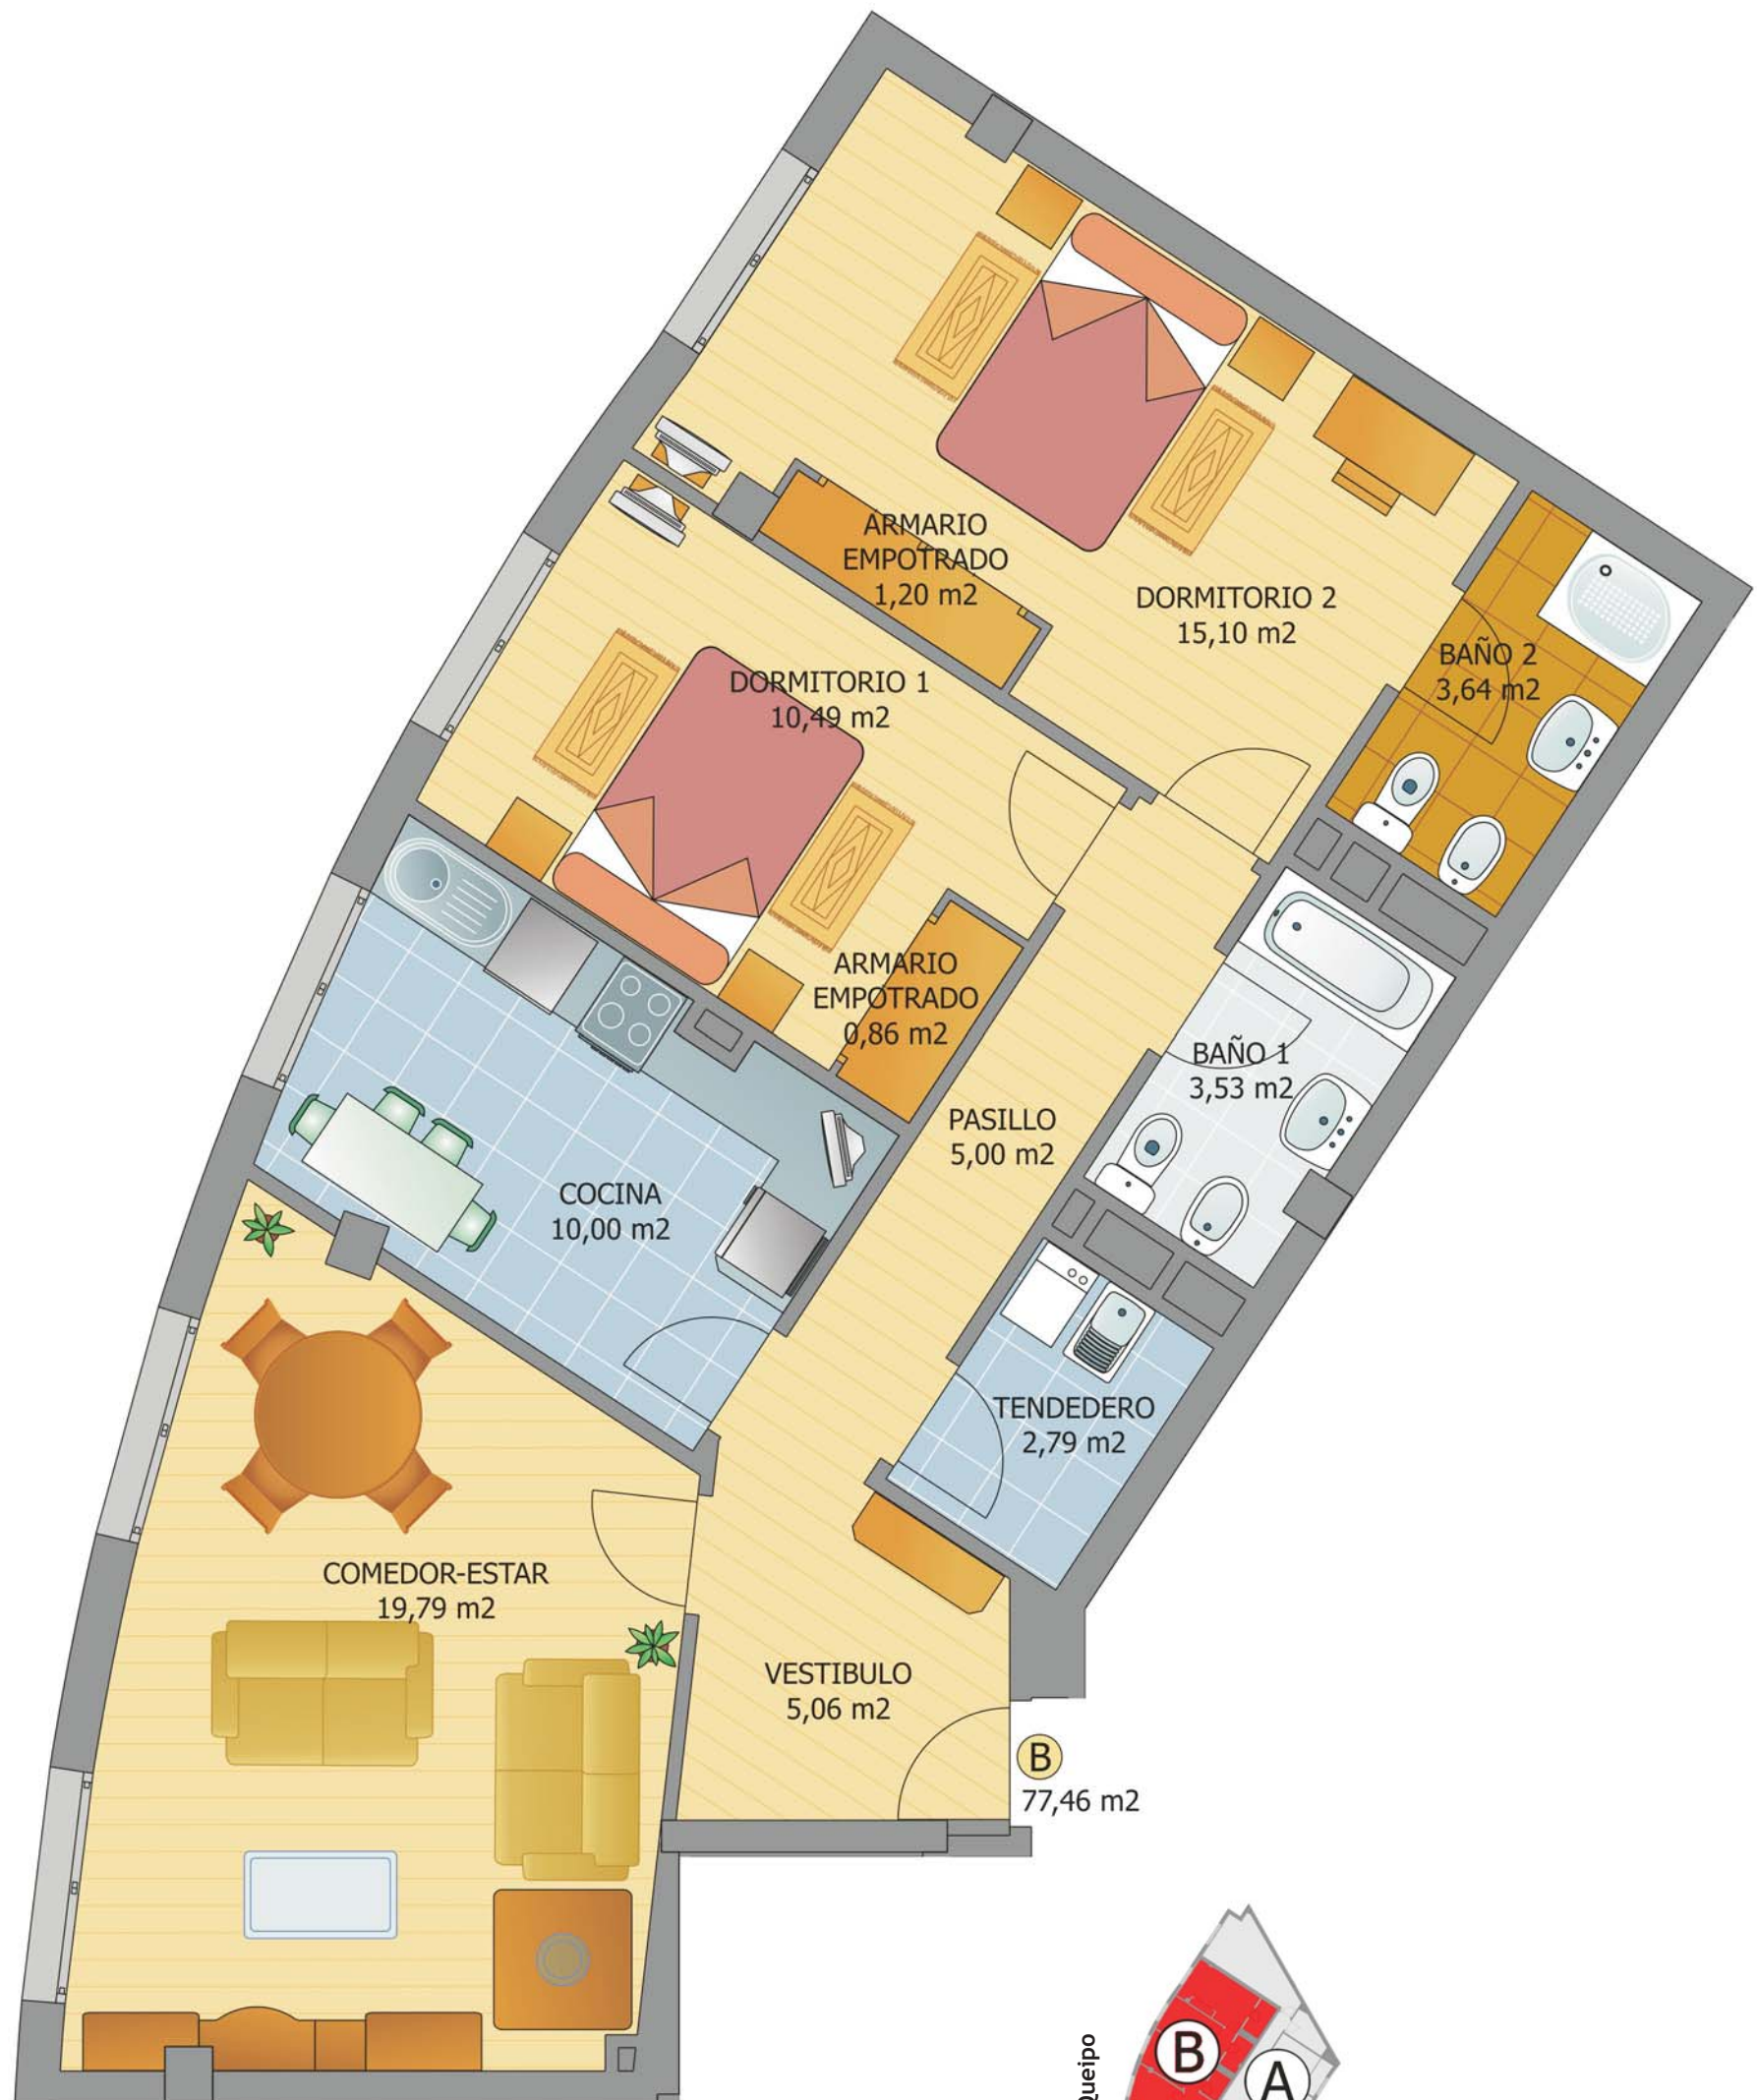 ARMARIO
EMPOTRADO
1,20 m2
DORMITORIO 2
15,10 m2
BAÑO 2
3,64 m2
DORMITORIO 1
10,49 m2
ARMARIO
EMPOTRADO
0,86 m2
BAÑO 1
3,53 m2
PASILLO
5,00 m2
COCINA
10,00 m2
TENDEDERO
2,79 m2
COMEDOR-ESTAR
19,79 m2
VESTIBULO
5,06 m2
B
77,46 m2
Queipo
B
A